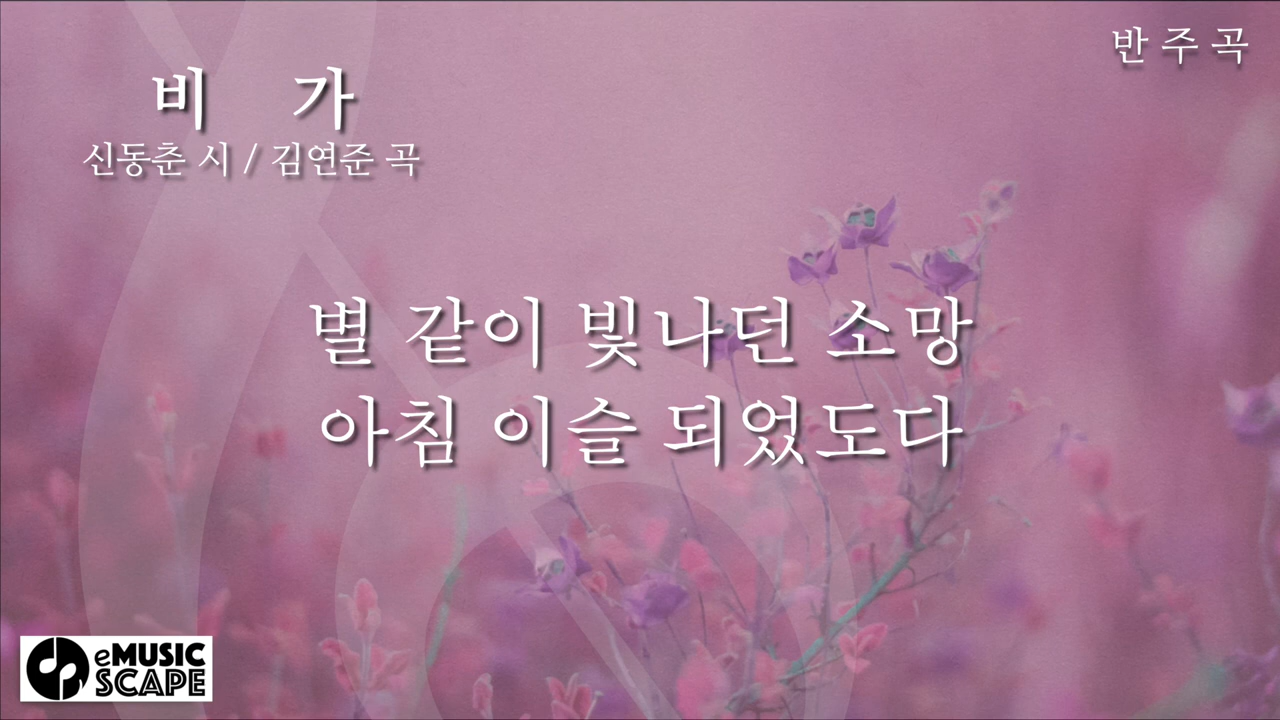 반 주 곡
비 가
신동춘 시 / 김연준 곡
별 같이 빛나던 소망
아침 이슬 되었도다
eMUSIC
SCAPE